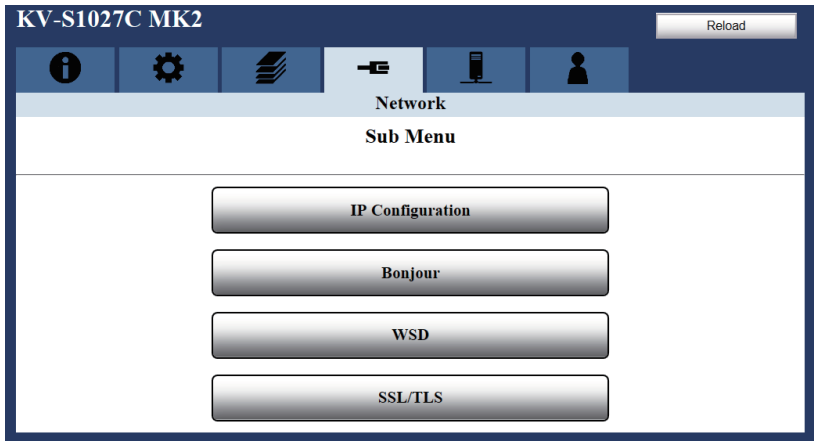 KV-S1027C MK2
Reload
Network
Sub Menu
IP Configuration
Bonjour
WSD
SSL/TLS